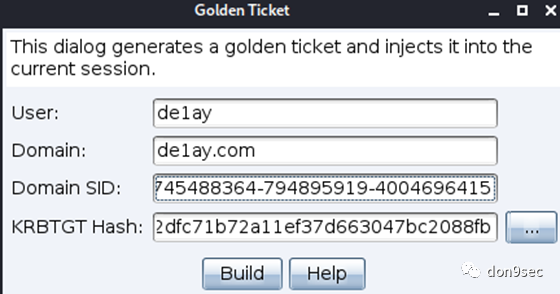 Golden Ticket
This dialog generates a golden ticket and injects it into the
current session.
User: de1ay
Domain: de1ay.com
Domain SID: 745488364-794895919-4004696415
KRBTGT Hash: 2dfc71b72a11ef37d663047bc2088fb ...
Build Help
don9sec